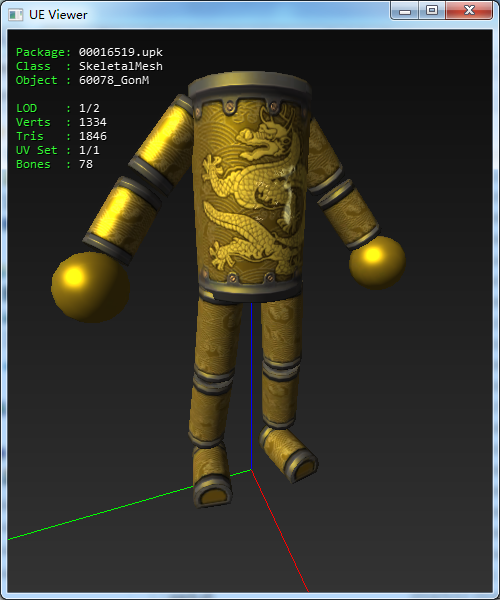 UE Viewer
Package: 00016519.upk
Class  : SkeletalMesh
Object : 60078_GonM
LOD    : 1/2
Verts  : 1334
Tris   : 1846
UV Set : 1/1
Bones  : 78